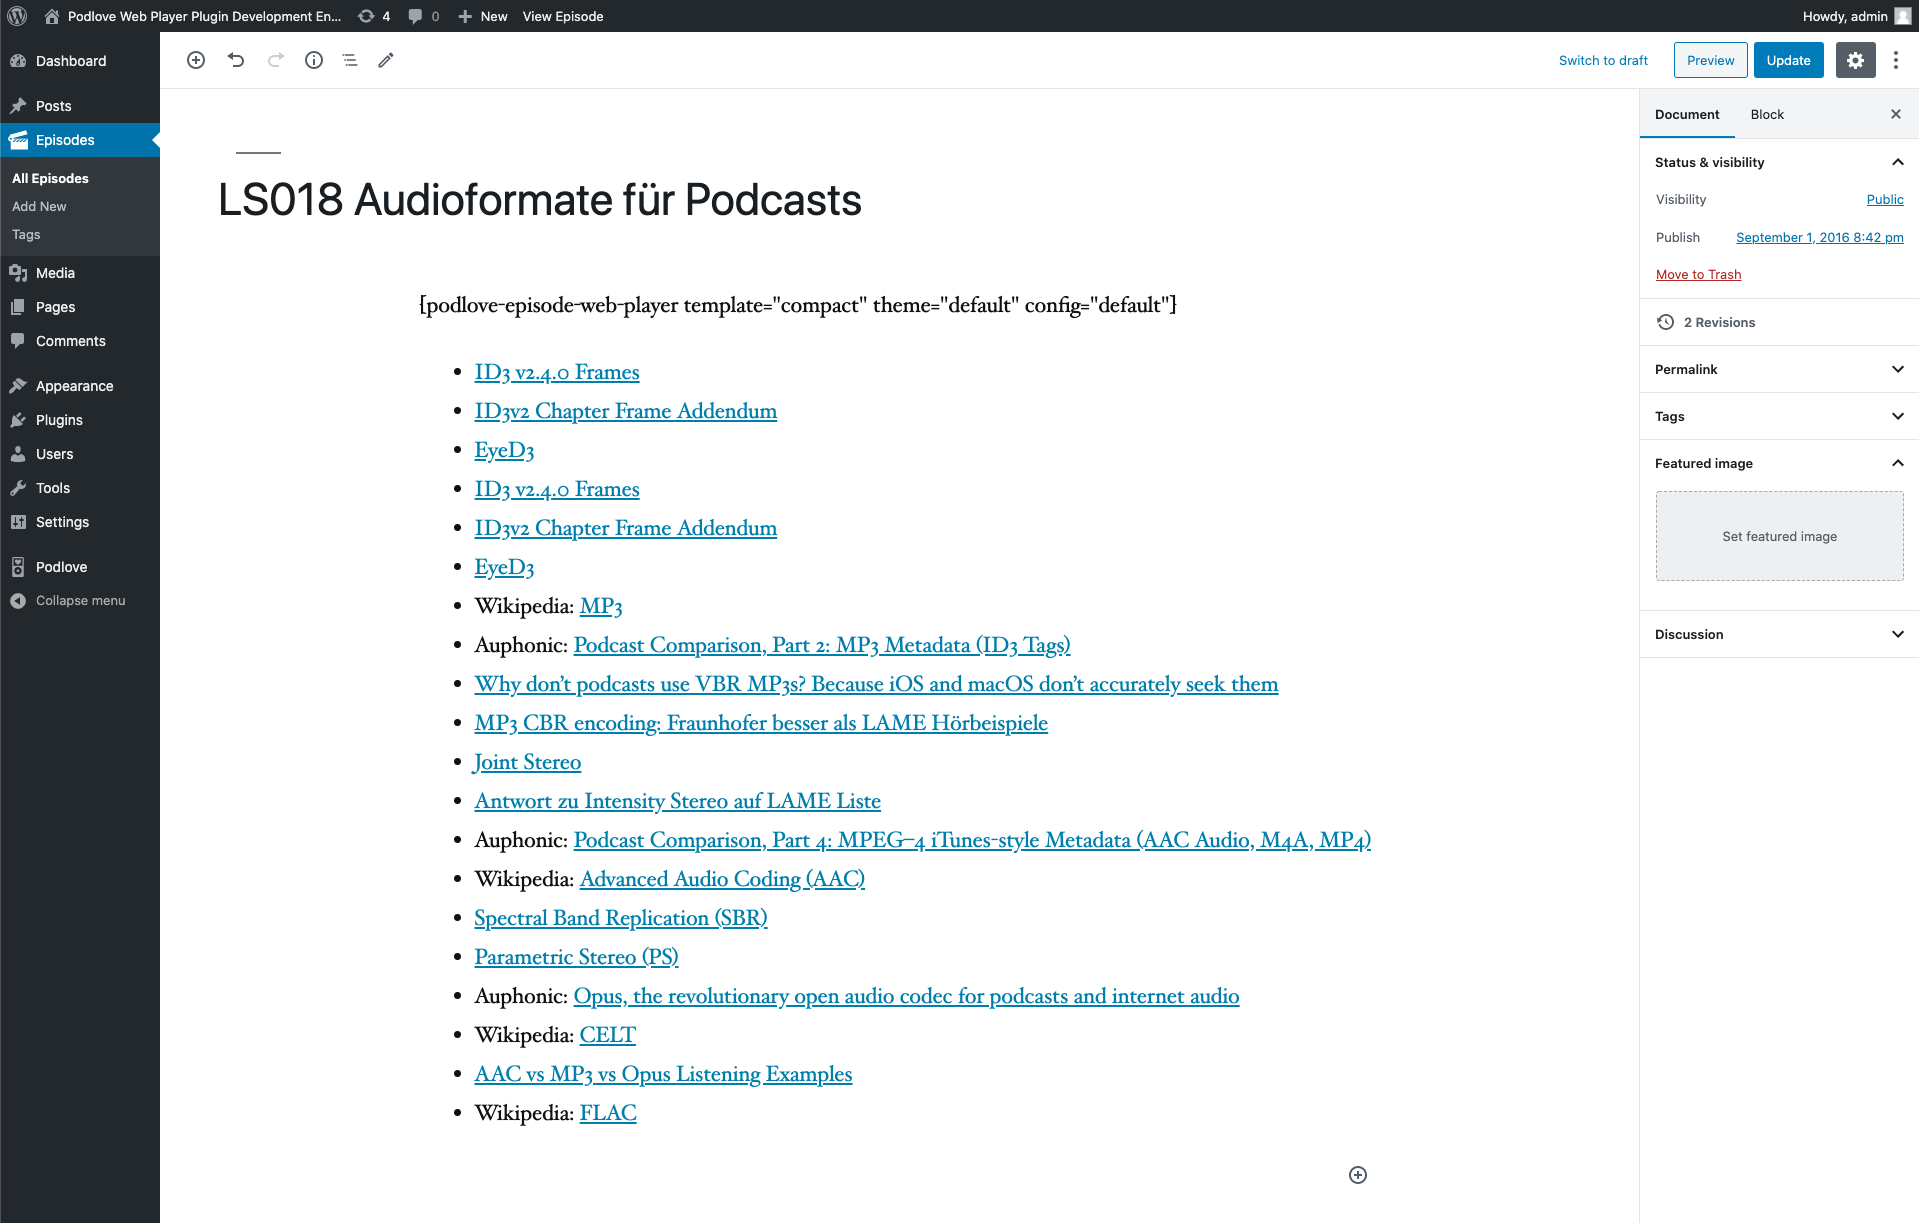 Podlove Web Player Plugin Development En... 4 0 New View Episode Howdy, admin
Dashboard
Posts
Episodes
All Episodes
Add New
Tags
Media
Pages
Comments
Appearance
Plugins
Users
Tools
Settings
Podlove
Collapse menu
Switch to draft Preview Update
LS018 Audioformate für Podcasts
[podlove-episode-web-player template="compact" theme="default" config="default"]
• ID3 v2.4.0 Frames
• ID3v2 Chapter Frame Addendum
• EyeD3
• ID3 v2.4.0 Frames
• ID3v2 Chapter Frame Addendum
• EyeD3
• Wikipedia: MP3
• Auphonic: Podcast Comparison, Part 2: MP3 Metadata (ID3 Tags)
• Why don’t podcasts use VBR MP3s? Because iOS and macOS don’t accurately seek them
• MP3 CBR encoding: Fraunhofer besser als LAME Hörbeispiele
• Joint Stereo
• Antwort zu Intensity Stereo auf LAME Liste
• Auphonic: Podcast Comparison, Part 4: MPEG–4 iTunes-style Metadata (AAC Audio, M4A, MP4)
• Wikipedia: Advanced Audio Coding (AAC)
• Spectral Band Replication (SBR)
• Parametric Stereo (PS)
• Auphonic: Opus, the revolutionary open audio codec for podcasts and internet audio
• Wikipedia: CELT
• AAC vs MP3 vs Opus Listening Examples
• Wikipedia: FLAC
Document Block
Status & visibility
Visibility Public
Publish September 1, 2016 8:42 pm
Move to Trash
2 Revisions
Permalink
Tags
Featured image
Set featured image
Discussion